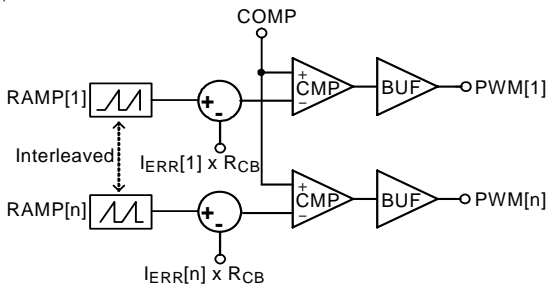 COMP
RAMP[1]
+
-
+
−
CMP
BUF
PWM[1]
Interleaved
IERR[1] x RCB
RAMP[n]
+
-
+
−
CMP
BUF
PWM[n]
IERR[n] x RCB